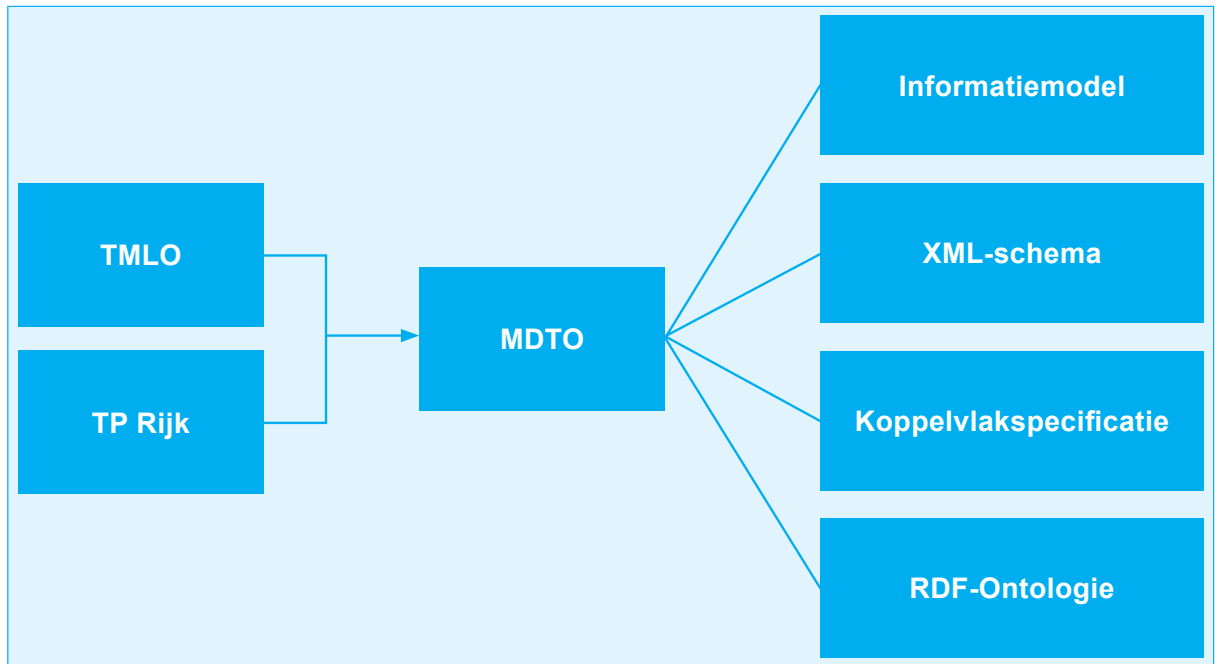 TMLO
TP Rijk
MDTO
Informatiemodel
XML-schema
Koppelvlakspecificatie
RDF-Ontologie